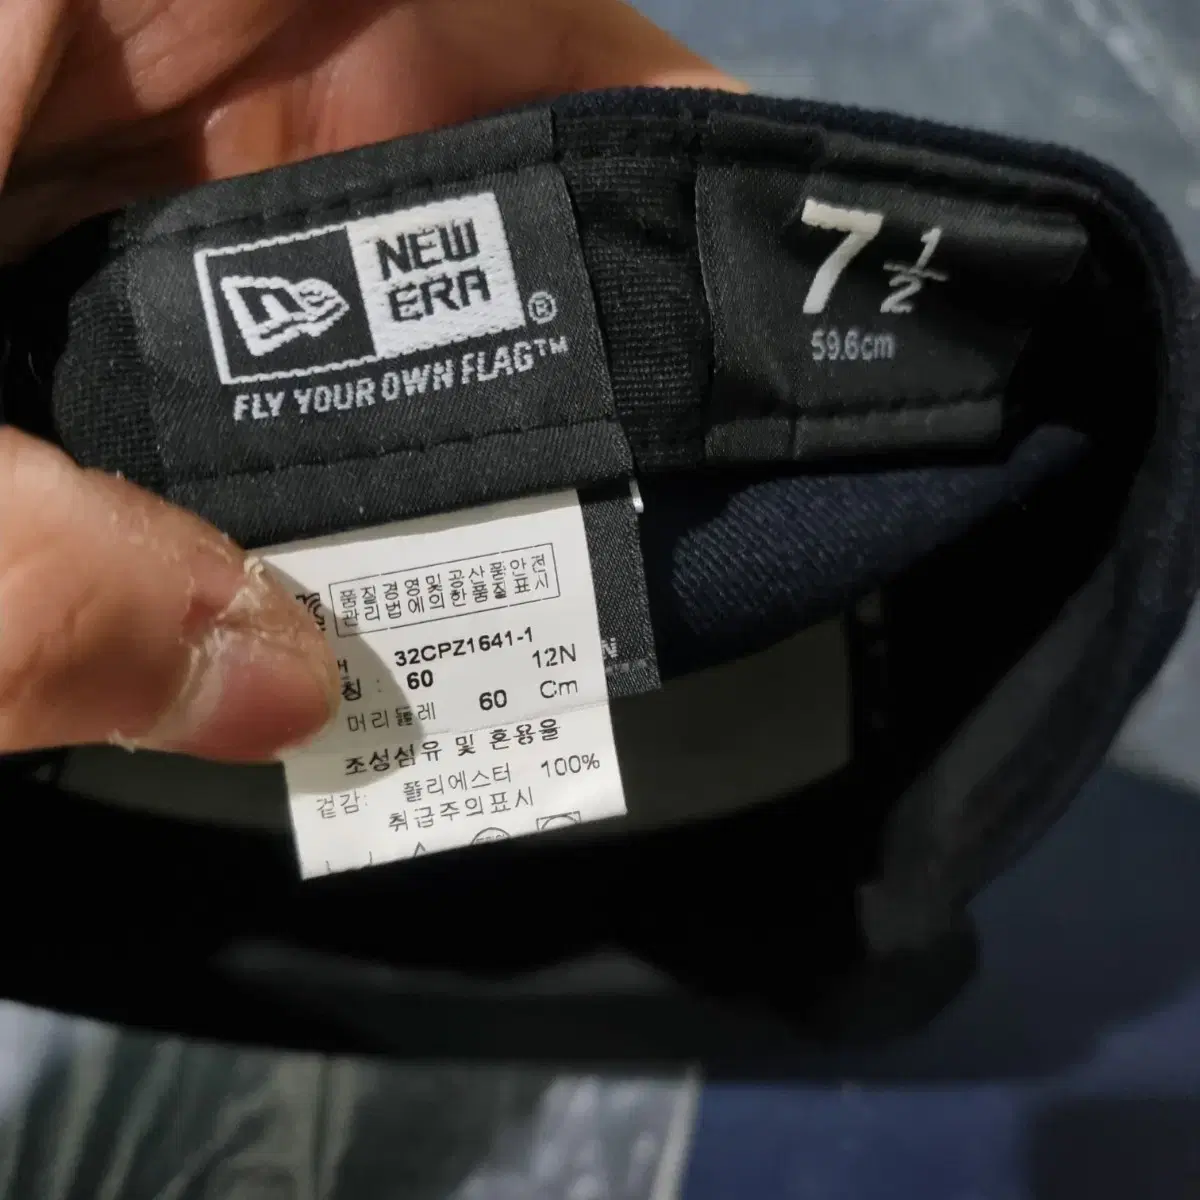 NEW
ERA
®
FLY YOUR OWN FLAG™
7 1/2
59.6cm
품질경영및공산품안전
관리법에의한품질표시
32CPZ1641-1
12N
칭 : 60
머리둘레 60 Cm
조성섬유 및 혼용율
겉감: 폴리에스터 100%
취급주의표시